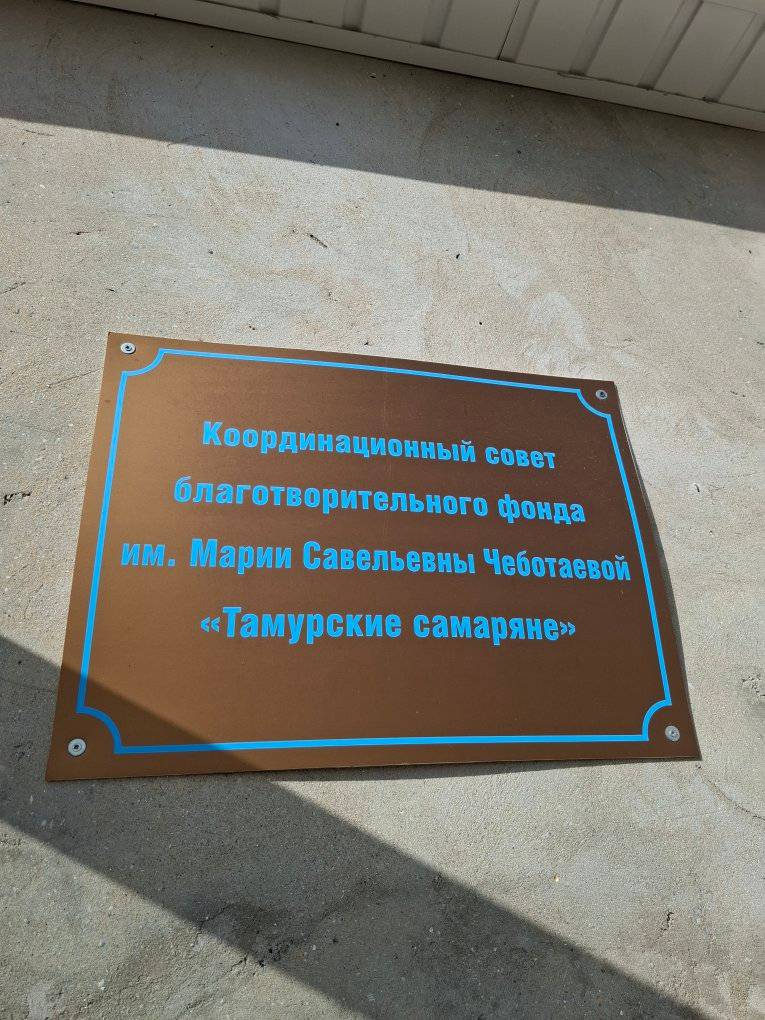 Координационный совет
благотворительного фонда
им. Марии Савельевны Чеботаевой
«Тамурские самаряне»